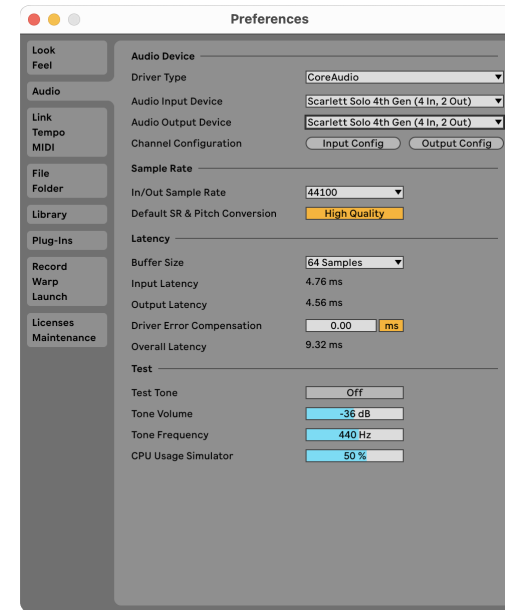 Preferences
Look
Feel
Audio
Link
Tempo
MIDI
File
Folder
Library
Plug-Ins
Record
Warp
Launch
Licenses
Maintenance
Audio Device
Driver Type CoreAudio
Audio Input Device Scarlett Solo 4th Gen (4 In, 2 Out)
Audio Output Device Scarlett Solo 4th Gen (4 In, 2 Out)
Channel Configuration Input Config Output Config
Sample Rate
In/Out Sample Rate 44100
Default SR & Pitch Conversion High Quality
Latency
Buffer Size 64 Samples
Input Latency 4.76 ms
Output Latency 4.56 ms
Driver Error Compensation 0.00 ms
Overall Latency 9.32 ms
Test
Test Tone Off
Tone Volume -36 dB
Tone Frequency 440 Hz
CPU Usage Simulator 50 %